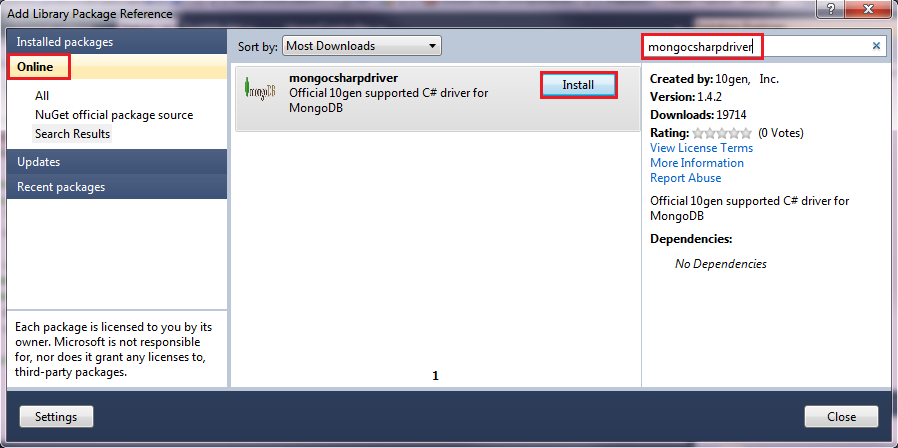 Add Library Package Reference
Installed packages
Online
All
NuGet official package source
Search Results
Updates
Recent packages
Each package is licensed to you by its
owner. Microsoft is not responsible
for, nor does it grant any licenses to,
third-party packages.
Sort by: Most Downloads
mongoDB
mongocsharpdriver
Official 10gen supported C# driver for
MongoDB
Install
1
mongocsharpdriver
Created by: 10gen, Inc.
Version: 1.4.2
Downloads: 19714
Rating: (0 Votes)
View License Terms
More Information
Report Abuse
Official 10gen supported C# driver for
MongoDB
Dependencies:
No Dependencies
Settings
Close